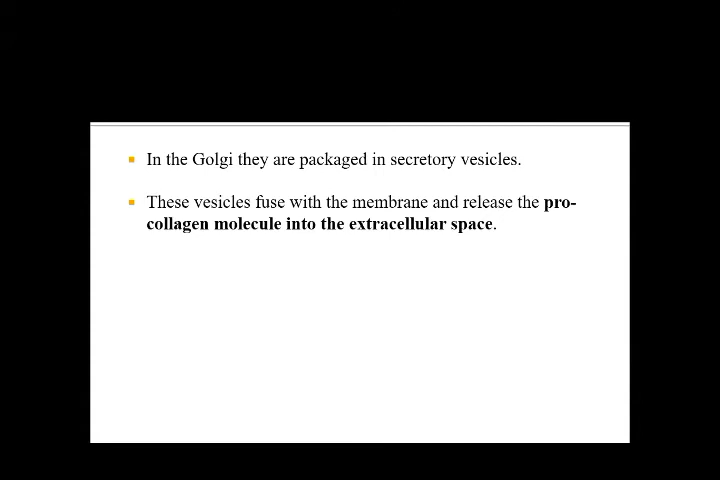 In the Golgi they are packaged in secretory vesicles.
These vesicles fuse with the membrane and release the pro-
collagen molecule into the extracellular space.